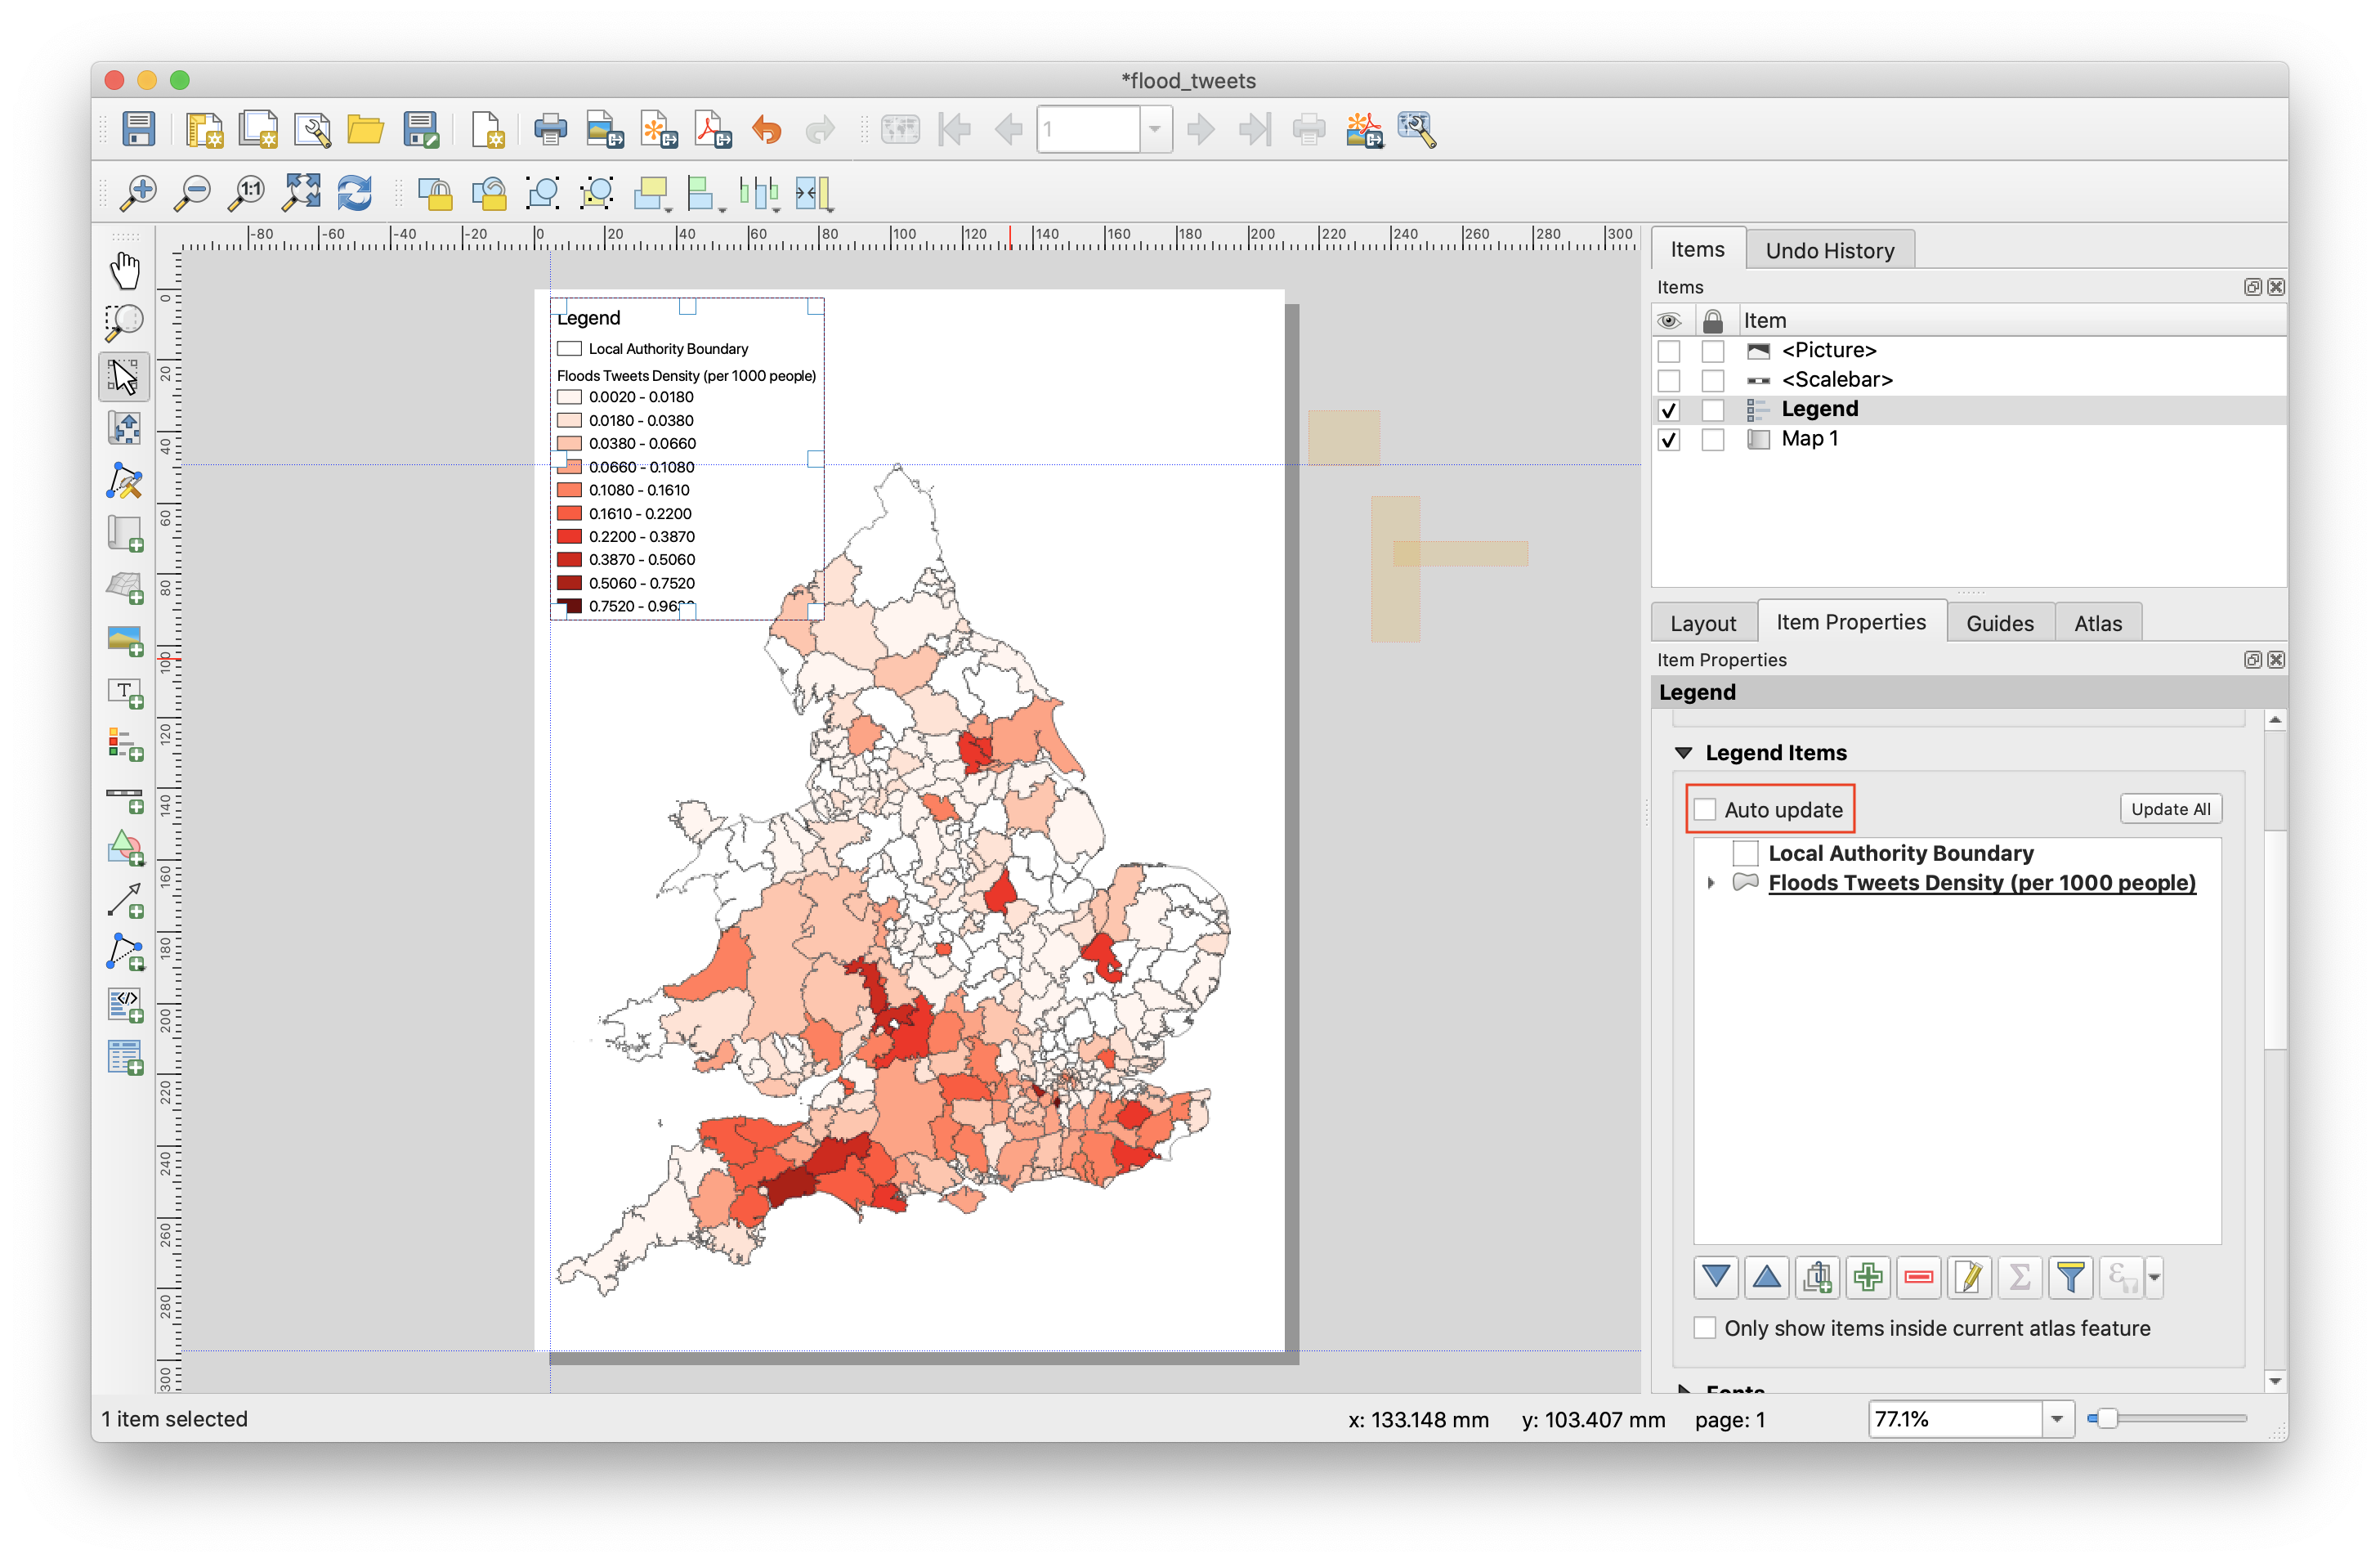 *flood_tweets
1
1:1
-80 -60 -40 -20 0 20 40 60 80 100 120 140 160 180 200 220 240 260 280 300
0 20 40 60 80 100 120 140 160 180 200 220 240 260 280 300
Legend
Local Authority Boundary
Floods Tweets Density (per 1000 people)
0.0020 - 0.0180
0.0180 - 0.0380
0.0380 - 0.0660
0.0660 - 0.1080
0.1080 - 0.1610
0.1610 - 0.2200
0.2200 - 0.3870
0.3870 - 0.5060
0.5060 - 0.7520
0.7520 -
Items Undo History
Items
Item
<Picture>
<Scalebar>
Legend
Map 1
Layout Item Properties Guides Atlas
Item Properties
Legend
Legend Items
Auto update Update All
Local Authority Boundary
Floods Tweets Density (per 1000 people)
Only show items inside current atlas feature
Fonts
1 item selected x: 133.148 mm y: 103.407 mm page: 1 77.1%